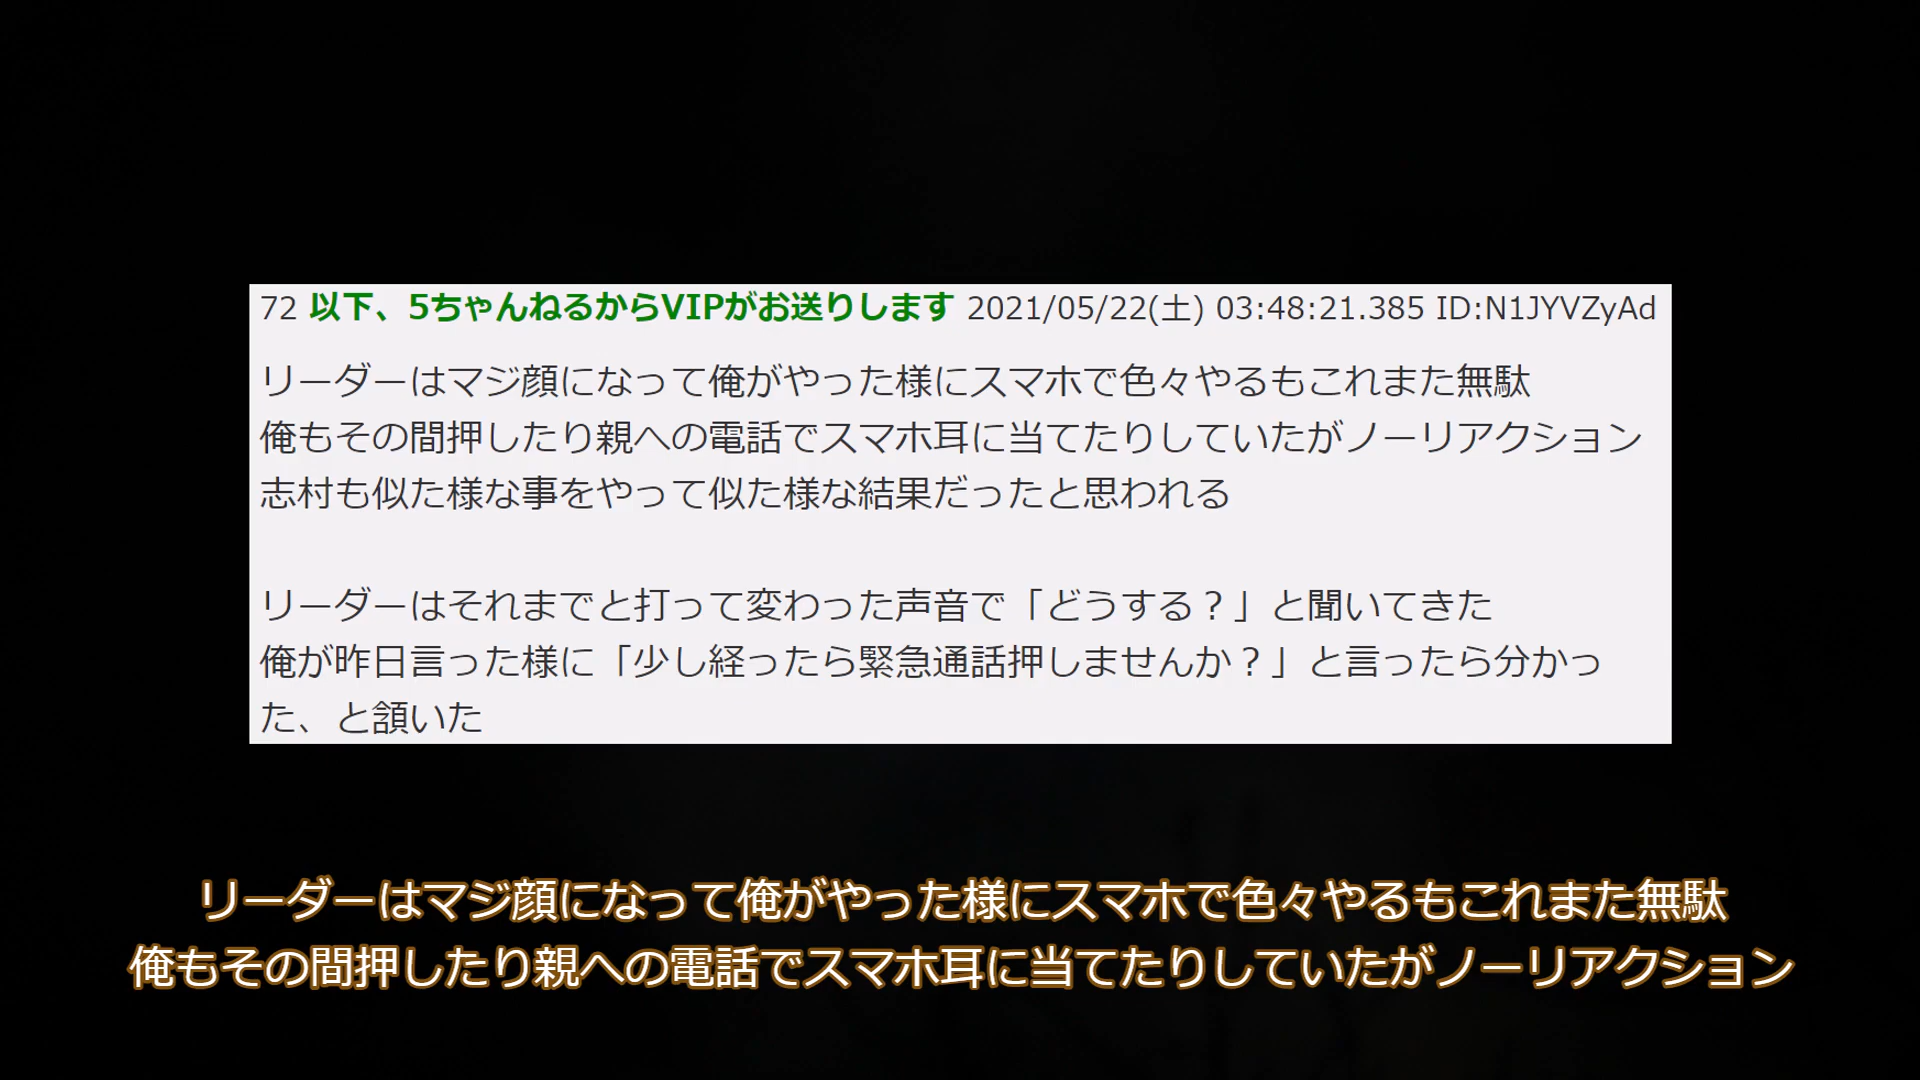 72 以下、5ちゃんねるからVIPがお送りします 2021/05/22(土) 03:48:21.385 ID:N1JYVZyAd
リーダーはマジ顔になって俺がやった様にスマホで色々やるもこれまた無駄
俺もその間押したり親への電話でスマホ耳に当てたりしていたがノーリアクション
志村も似た様な事をやって似た様な結果だったと思われる
リーダーはそれまでと打って変わった声音で「どうする？」と聞いてきた
俺が昨日言った様に「少し経ったら緊急通話押しませんか？」と言ったら分かっ
た、と頷いた
リーダーはマジ顔になって俺がやった様にスマホで色々やるもこれまた無駄
俺もその間押したり親への電話でスマホ耳に当てたりしていたがノーリアクション